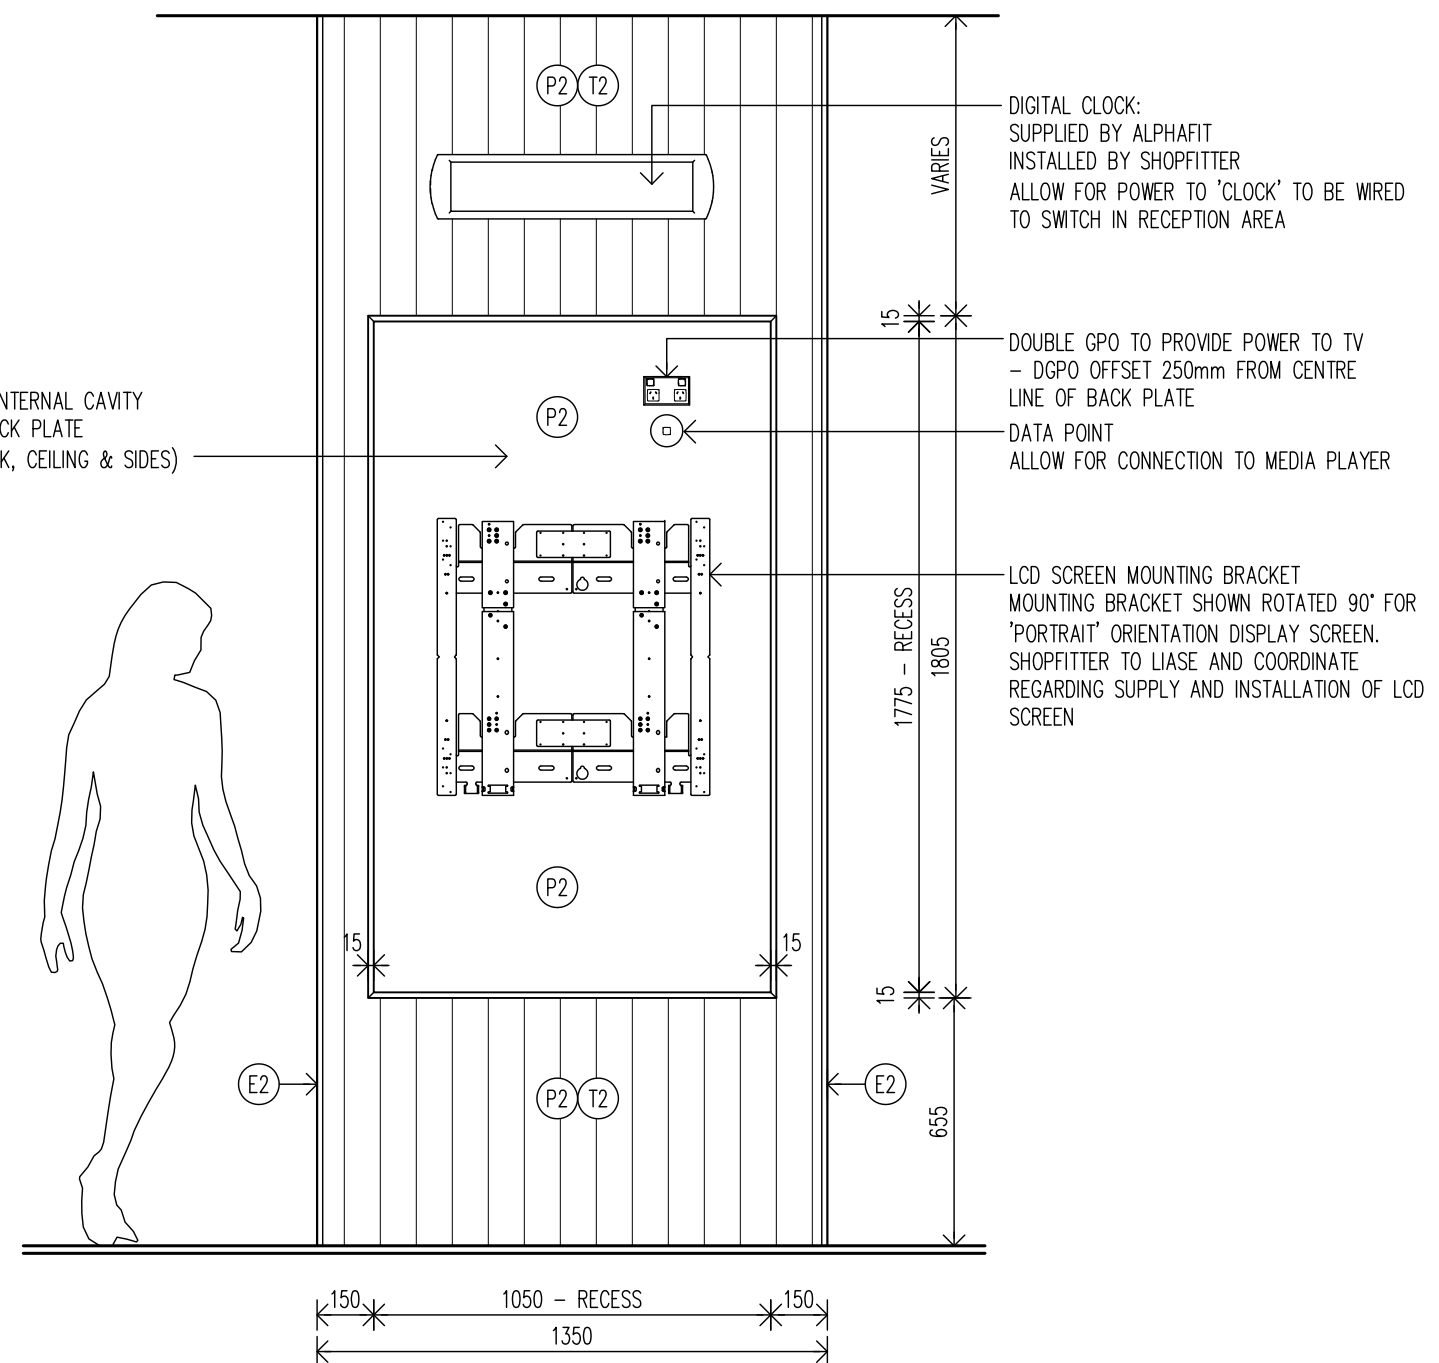 P2 T2
DIGITAL CLOCK:
SUPPLIED BY ALPHAFIT
INSTALLED BY SHOPFITTER
ALLOW FOR POWER TO 'CLOCK' TO BE WIRED
TO SWITCH IN RECEPTION AREA
VARIES
15
DOUBLE GPO TO PROVIDE POWER TO TV
– DGPO OFFSET 250mm FROM CENTRE
LINE OF BACK PLATE
DATA POINT
ALLOW FOR CONNECTION TO MEDIA PLAYER
NTERNAL CAVITY
CK PLATE
K, CEILING & SIDES)
P2
LCD SCREEN MOUNTING BRACKET
MOUNTING BRACKET SHOWN ROTATED 90° FOR
'PORTRAIT' ORIENTATION DISPLAY SCREEN.
SHOPFITTER TO LIASE AND COORDINATE
REGARDING SUPPLY AND INSTALLATION OF LCD
SCREEN
1775 – RECESS
1805
P2
15
15
15
E2
P2 T2
E2
655
150
1050 – RECESS
150
1350